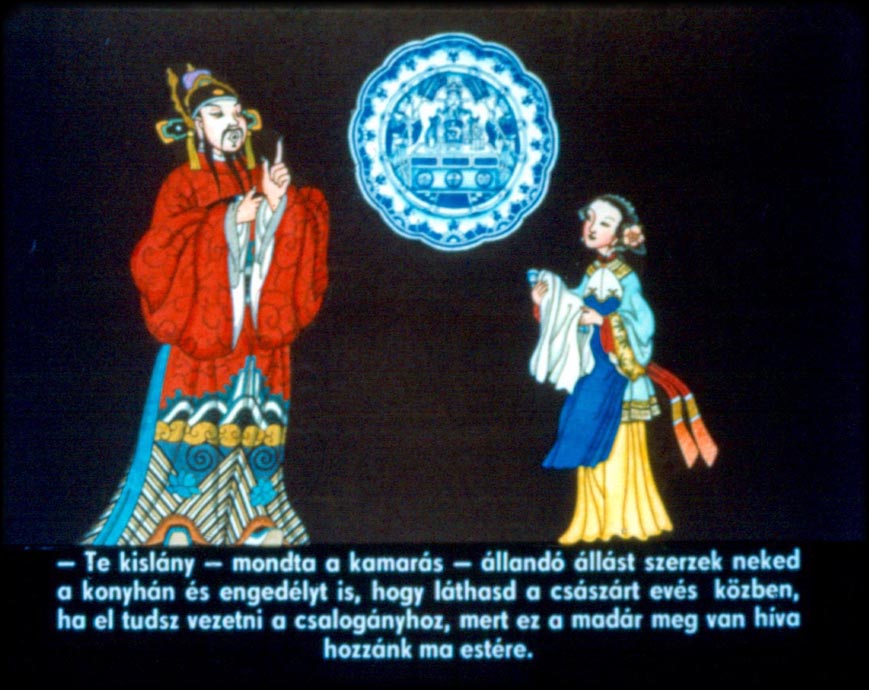 – Te kislány – mondta a kamarás – állandó állást szerzek neked
a konyhán és engedélyt is, hogy láthasd a császárt evés közben,
ha el tudsz vezetni a csalogányhoz, mert ez a madár meg van híva
hozzánk ma estére.